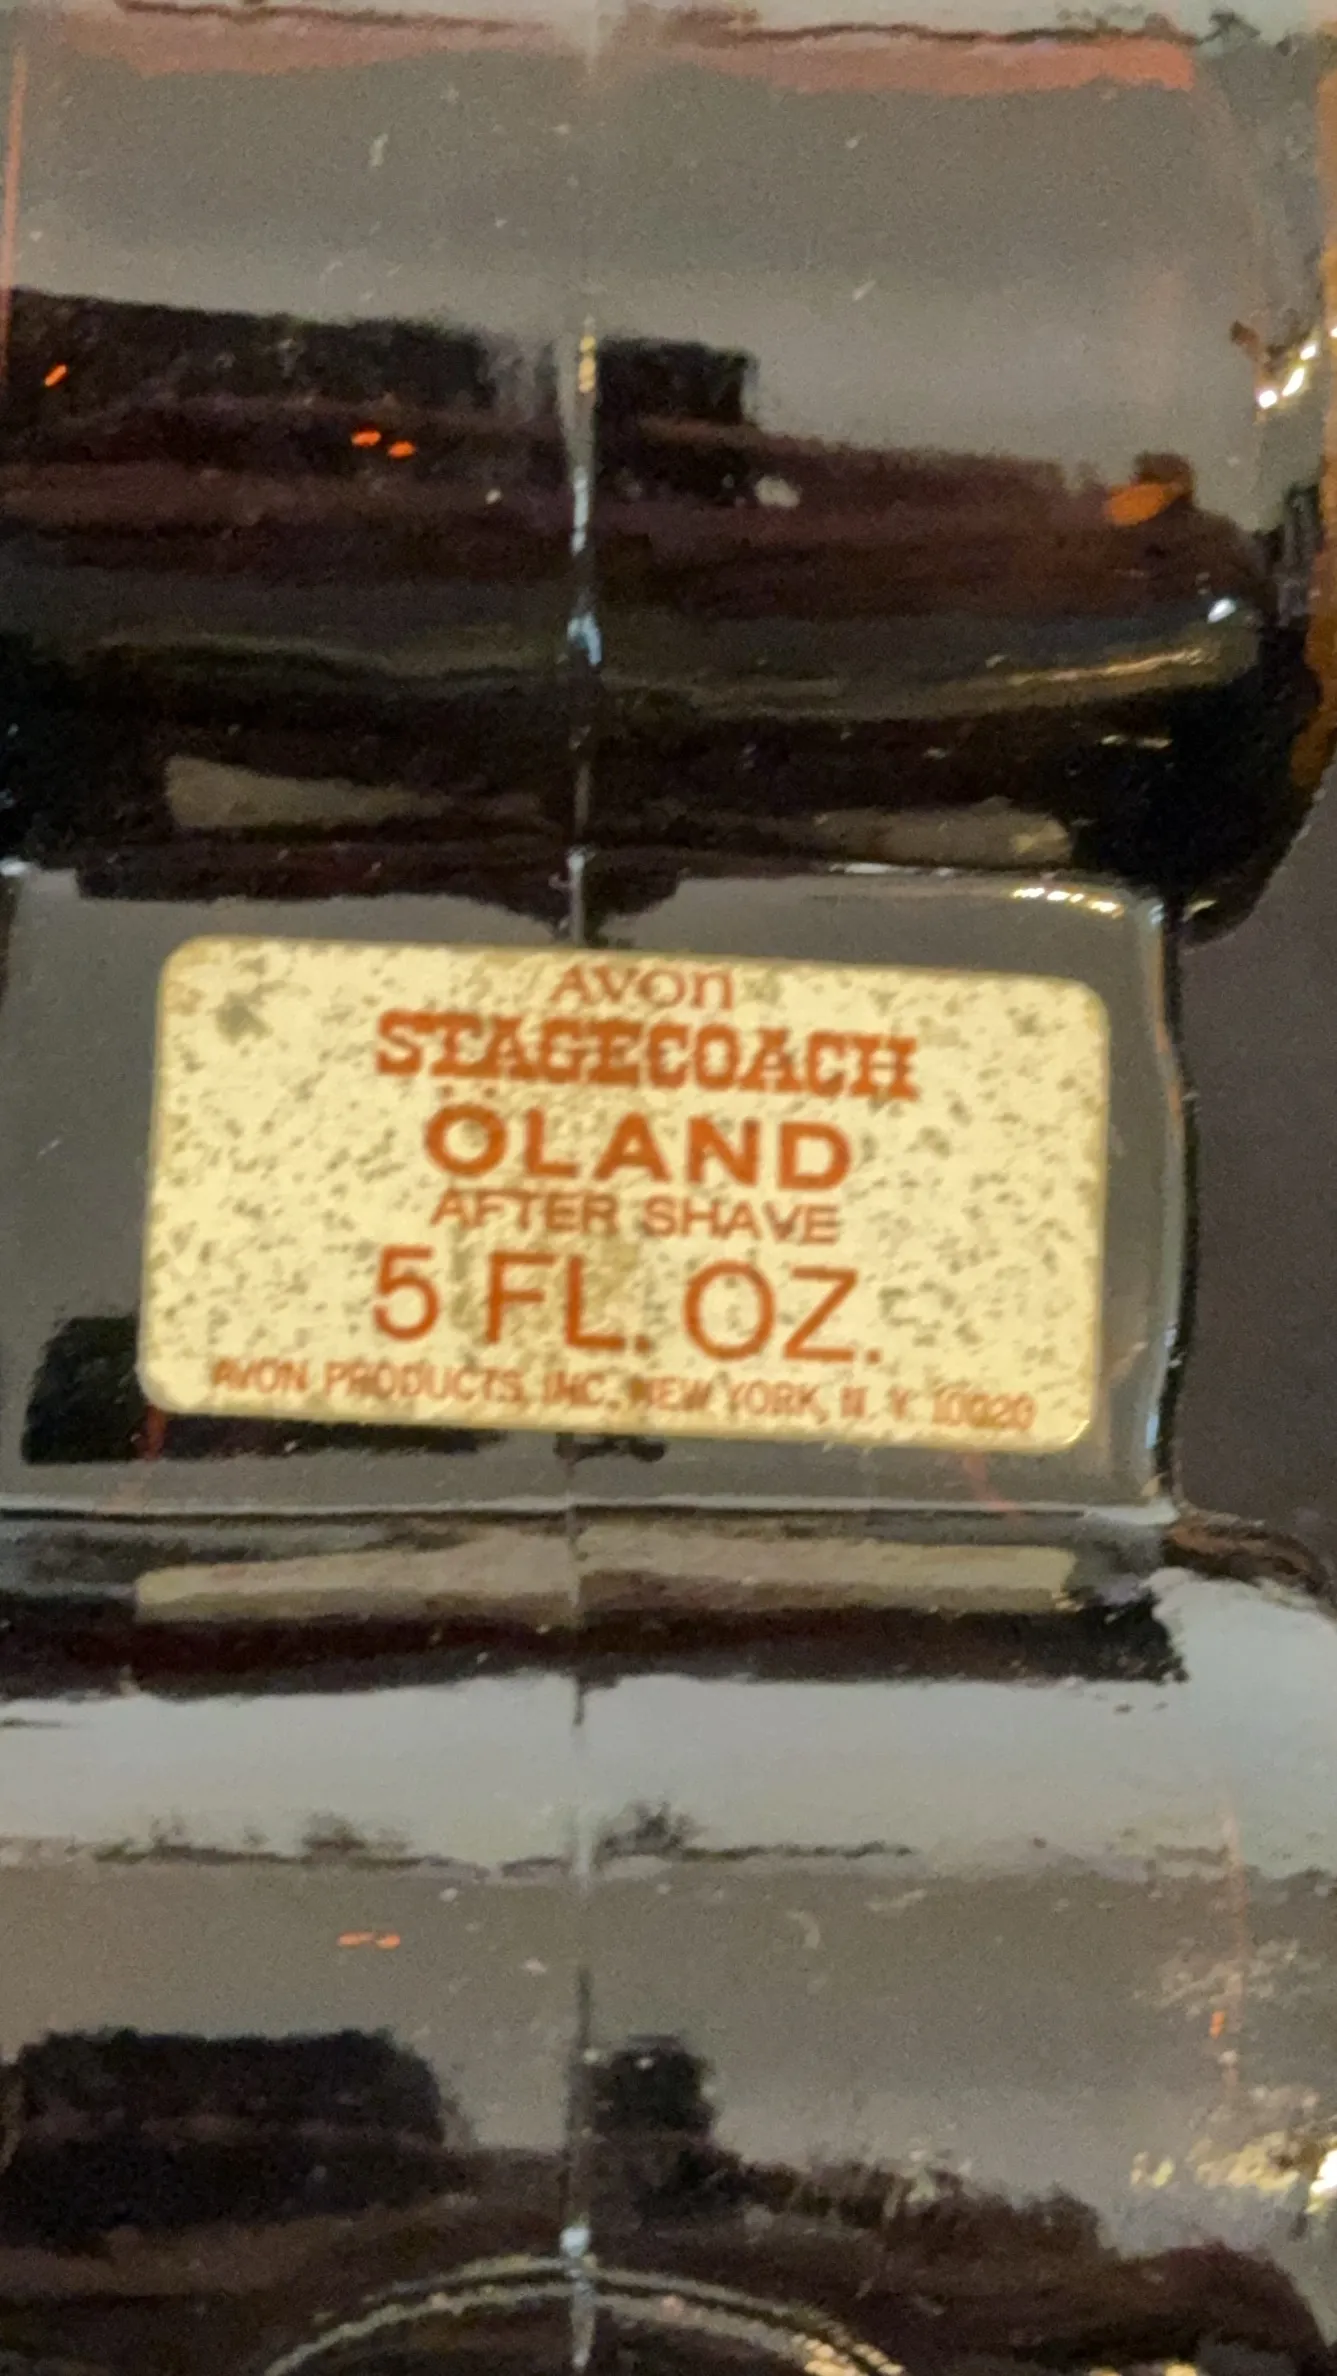 AVON
STAGECOACH
OLAND
AFTER SHAVE
5 FL. OZ.
AVON PRODUCTS, INC., NEW YORK, N. Y. 10020